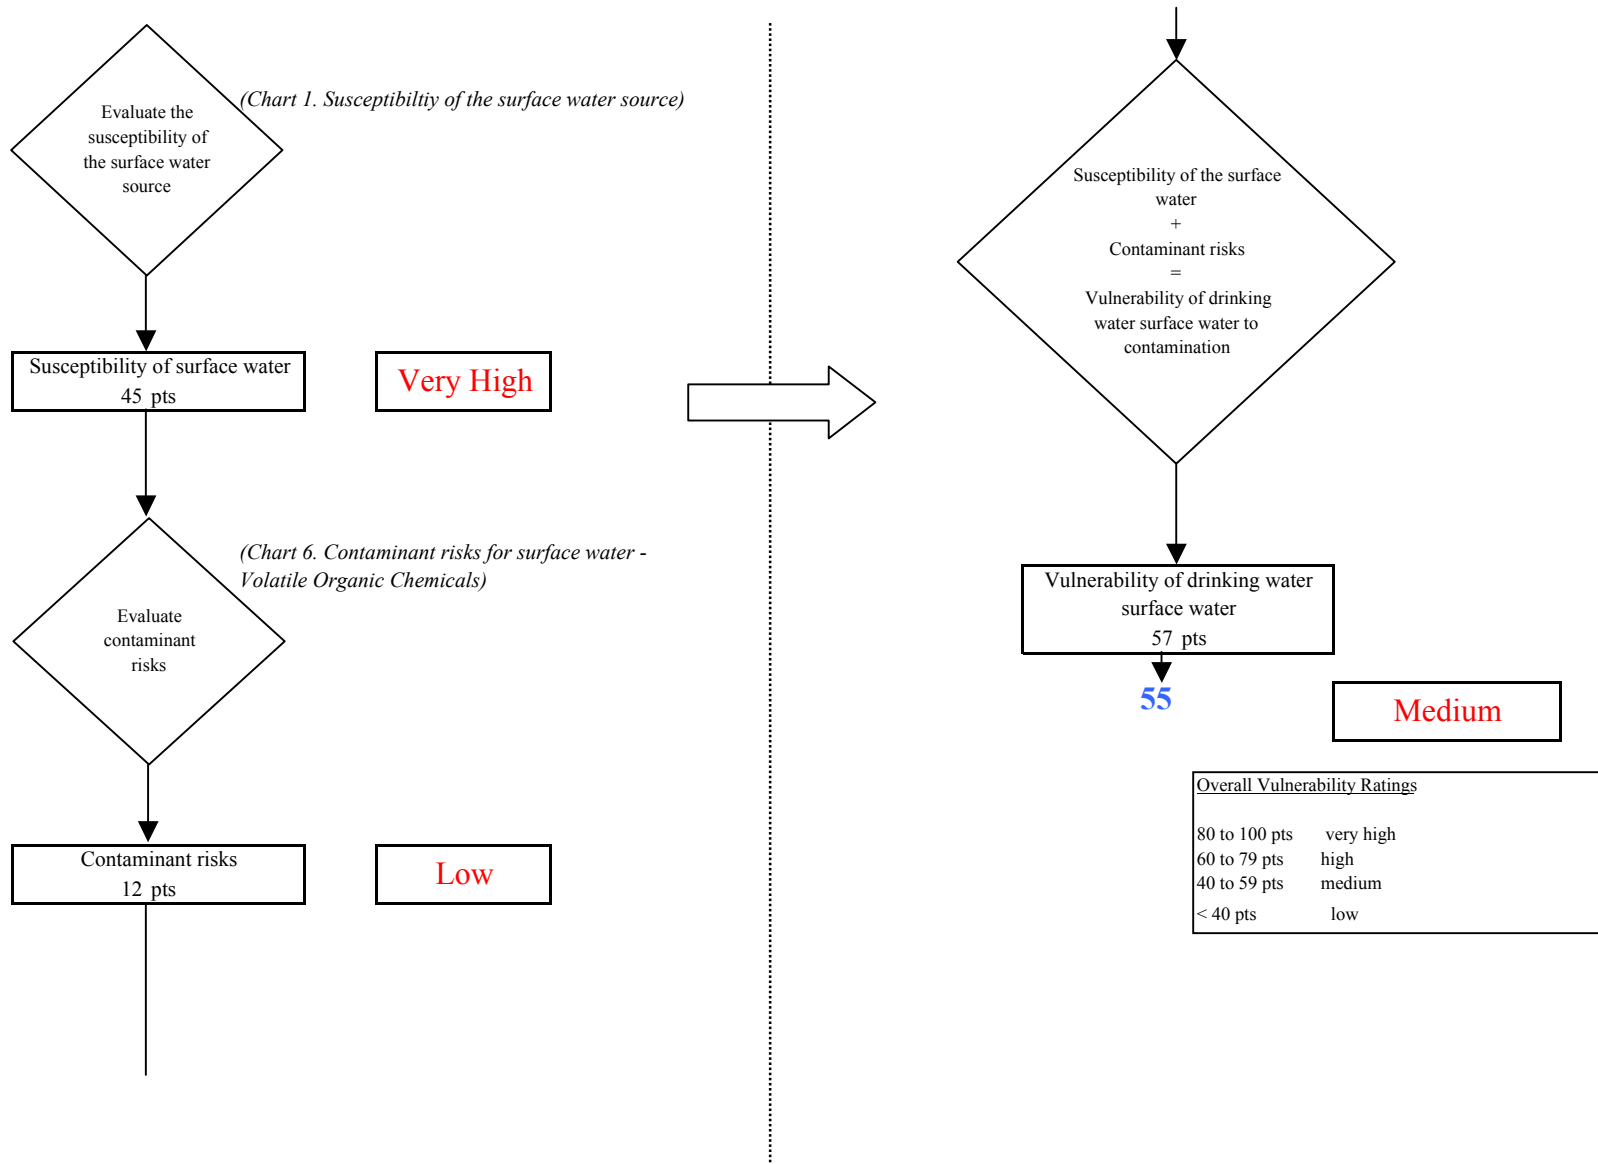 Evaluate the
susceptibility of
the surface water
source
(Chart 1. Susceptibiltiy of the surface water source)
Susceptibility of surface water
45 pts
Very High
(Chart 6. Contaminant risks for surface water -
Volatile Organic Chemicals)
Evaluate
contaminant
risks
Contaminant risks
12 pts
Low
Susceptibility of the surface
water
+
Contaminant risks
=
Vulnerability of drinking
water surface water to
contamination
Vulnerability of drinking water
surface water
57 pts
55
Medium
Overall Vulnerability Ratings
80 to 100 pts very high
60 to 79 pts high
40 to 59 pts medium
< 40 pts low